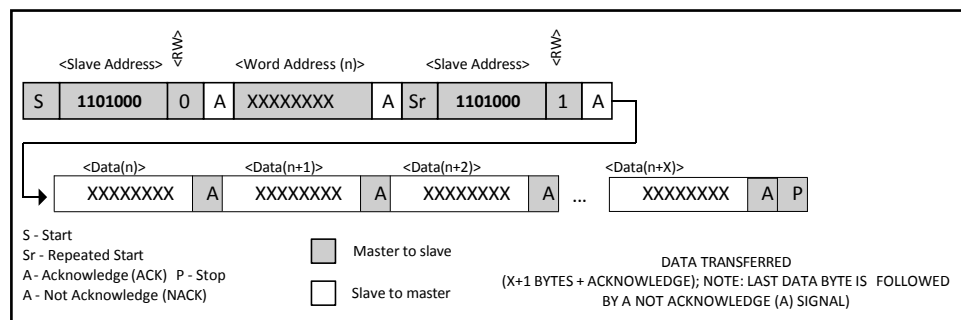 <RW> <RW>
<Slave Address> <Word Address (n)> <Slave Address>
S 1101000 0 A XXXXXXXX A Sr 1101000 1 A
<Data(n)> <Data(n+1)> <Data(n+2)> <Data(n+X)>
XXXXXXXX A XXXXXXXX A XXXXXXXX A ... XXXXXXXX A P
S - Start
Sr - Repeated Start
A - Acknowledge (ACK) P - Stop
A - Not Acknowledge (NACK)
Master to slave
Slave to master
DATA TRANSFERRED
(X+1 BYTES + ACKNOWLEDGE); NOTE: LAST DATA BYTE IS FOLLOWED
BY A NOT ACKNOWLEDGE (A) SIGNAL)